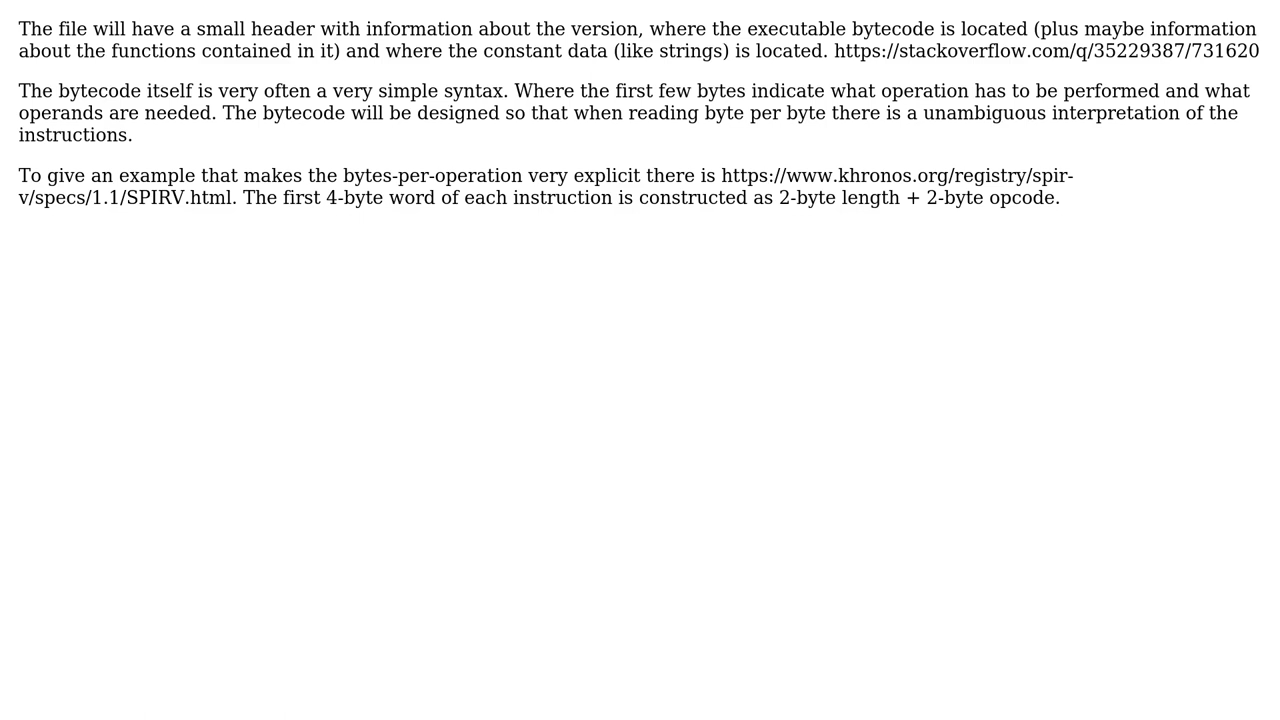 The file will have a small header with information about the version, where the executable bytecode is located (plus maybe information
about the functions contained in it) and where the constant data (like strings) is located. https://stackoverflow.com/q/35229387/731620
The bytecode itself is very often a very simple syntax. Where the first few bytes indicate what operation has to be performed and what
operands are needed. The bytecode will be designed so that when reading byte per byte there is a unambiguous interpretation of the
instructions.
To give an example that makes the bytes-per-operation very explicit there is https://www.khronos.org/registry/spir-
v/specs/1.1/SPIRV.html. The first 4-byte word of each instruction is constructed as 2-byte length + 2-byte opcode.